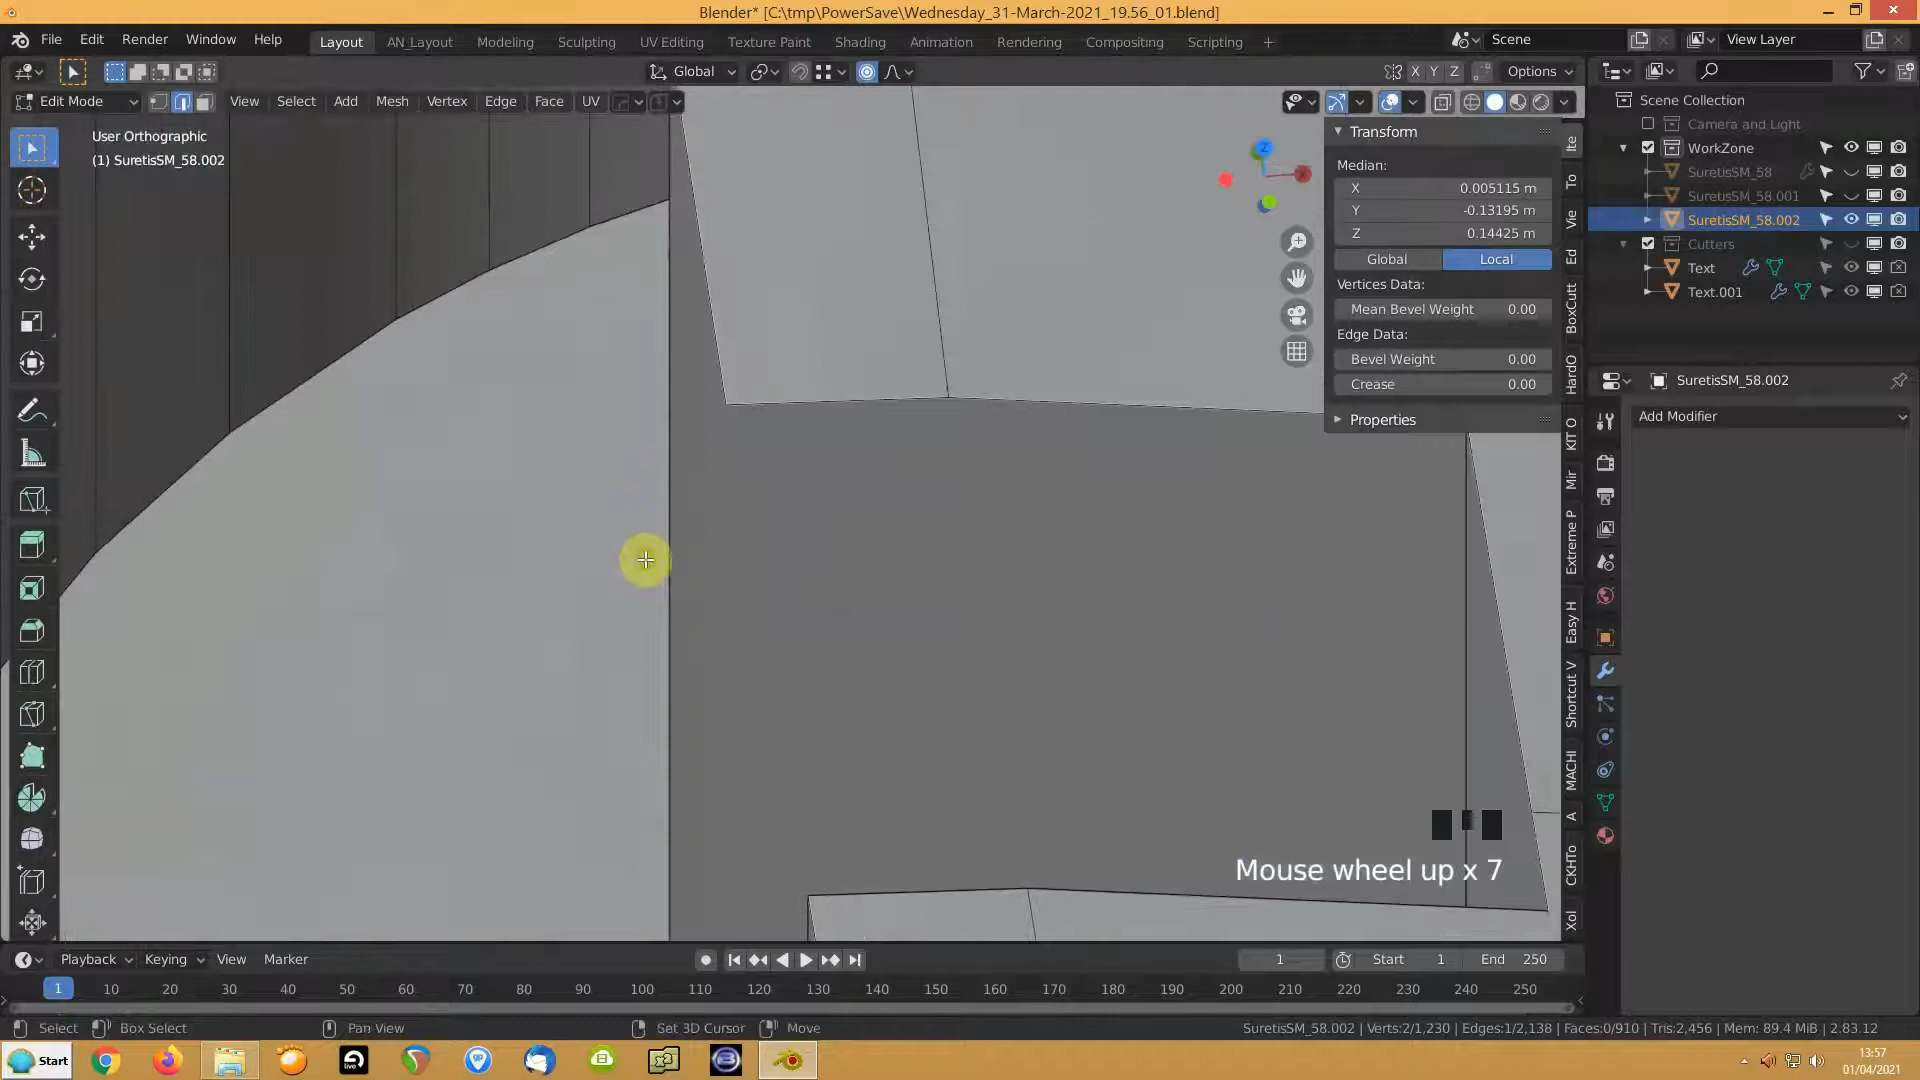 Blender* [C:\tmp\PowerSave\Wednesday_31-March-2021_19.56_01.blend]
File Edit Render Window Help Layout AN_Layout Modeling Sculpting UV Editing Texture Paint Shading Animation Rendering Compositing Scripting + Scene View Layer
Global X Y Z Options
Edit Mode View Select Add Mesh Vertex Edge Face UV
User Orthographic
(1) SuretisSM_58.002
Transform
Median:
X 0.005115 m
Y -0.13195 m
Z 0.14425 m
Global Local
Vertices Data:
Mean Bevel Weight 0.00
Edge Data:
Bevel Weight 0.00
Crease 0.00
Properties
Z
Ite
To
Vie
Ed
BoxCutt
HardO
KIT O
Mir
Extreme P
Easy H
Shortcut V
MACHI
A
CKHTo
Xol
Scene Collection
Camera and Light
WorkZone
SuretisSM_58
SuretisSM_58.001
SuretisSM_58.002
Cutters
Text
Text.001
SuretisSM_58.002
Add Modifier
Mouse wheel up x 7
Playback Keying View Marker 1 Start 1 End 250
1 10 20 30 40 50 60 70 80 90 100 110 120 130 140 150 160 170 180 190 200 210 220 230 240 250
Select Box Select Pan View Set 3D Cursor Move SuretisSM_58.002 | Verts:2/1,230 | Edges:1/2,138 | Faces:0/910 | Tris:2,456 | Mem: 89.4 MiB | 2.83.12
Start live 13:57
01/04/2021